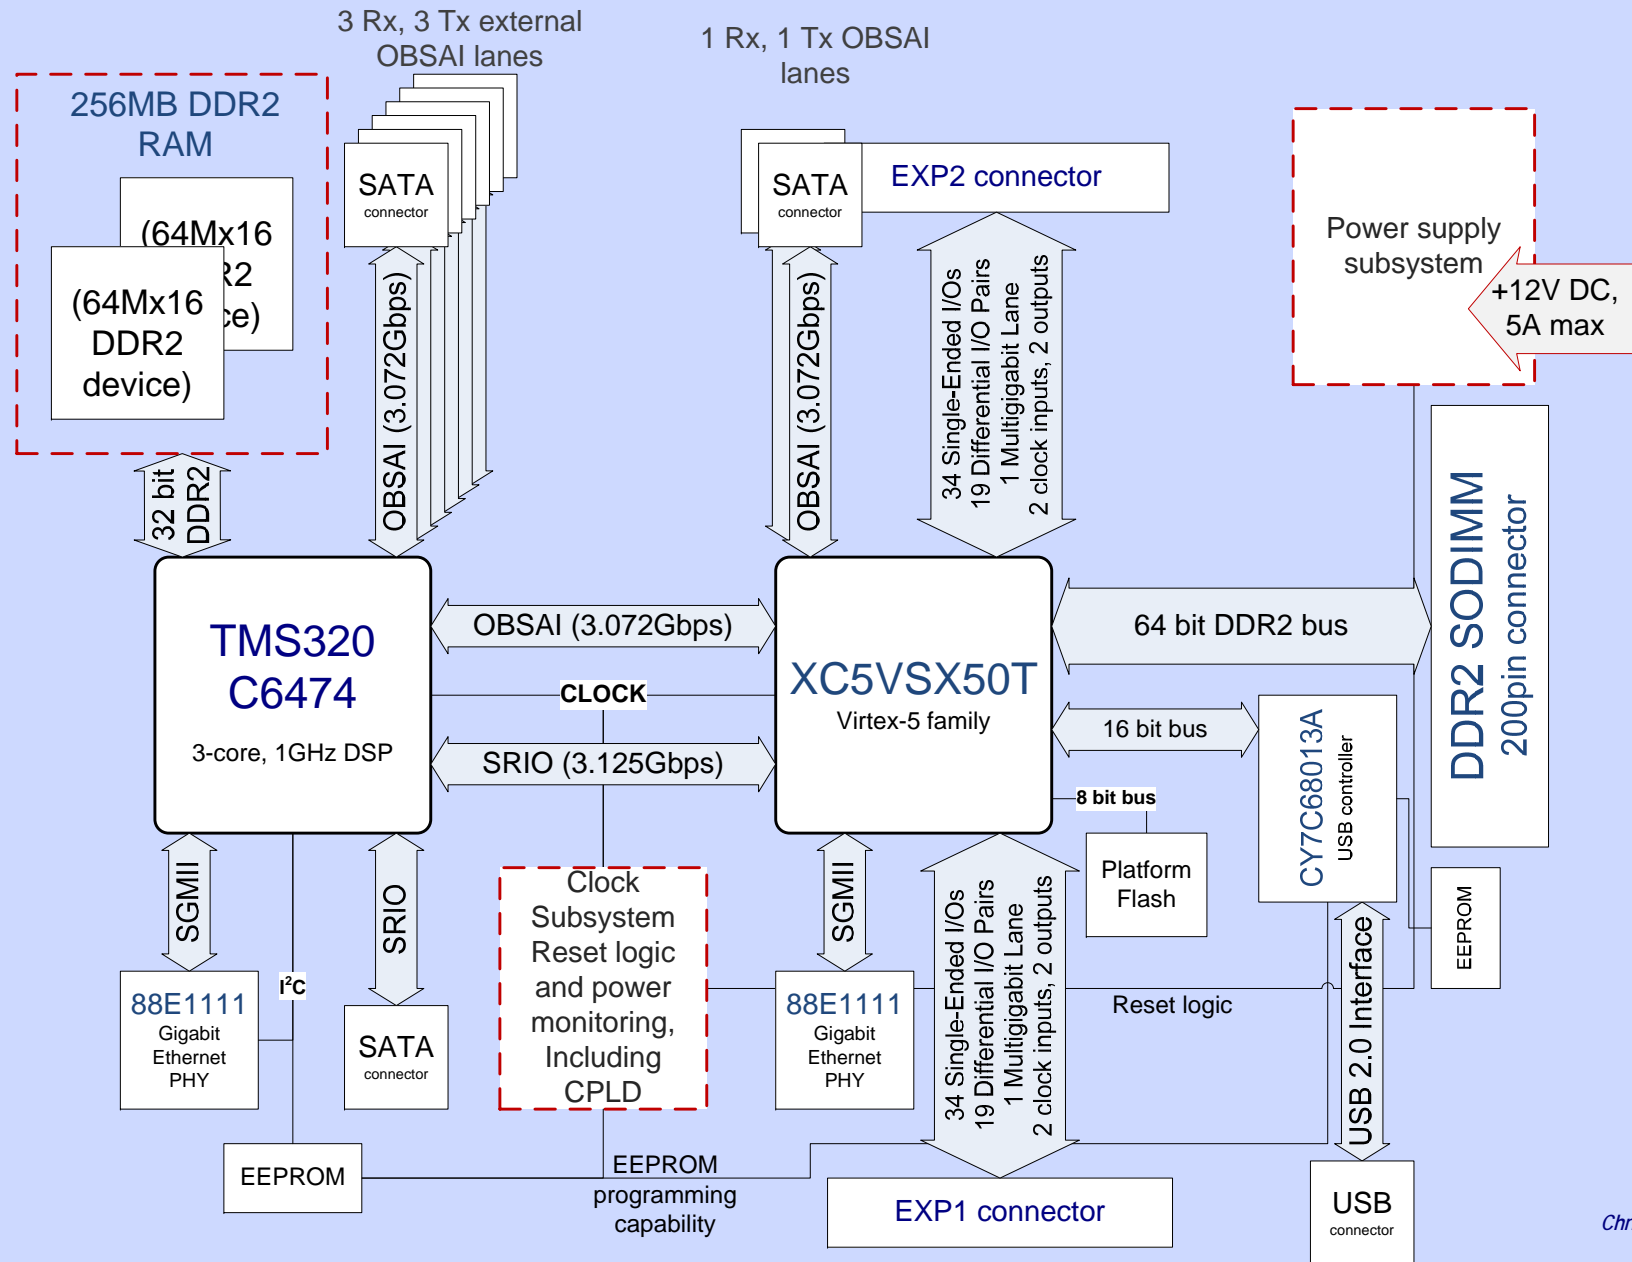 3 Rx, 3 Tx external
OBSAI lanes
1 Rx, 1 Tx OBSAI
lanes
256MB DDR2
RAM
(64Mx16
R2
ce)
(64Mx16
DDR2
device)
SATA
connector
SATA
connector
EXP2 connector
Power supply
subsystem
+12V DC,
5A max
32 bit
DDR2
OBSAI (3.072Gbps)
OBSAI (3.072Gbps)
34 Single-Ended I/Os
19 Differential I/O Pairs
1 Multigigabit Lane
2 clock inputs, 2 outputs
DDR2 SODIMM
200pin connector
TMS320
C6474
3-core, 1GHz DSP
OBSAI (3.072Gbps)
CLOCK
SRIO (3.125Gbps)
XC5VSX50T
Virtex-5 family
64 bit DDR2 bus
16 bit bus
CY7C68013A
USB controller
8 bit bus
Platform
Flash
EEPROM
SGMII
SRIO
Clock
Subsystem
Reset logic
and power
monitoring,
Including
CPLD
SGMII
34 Single-Ended I/Os
19 Differential I/O Pairs
1 Multigigabit Lane
2 clock inputs, 2 outputs
USB 2.0 Interface
88E1111
Gigabit
Ethernet
PHY
I²C
SATA
connector
88E1111
Gigabit
Ethernet
PHY
Reset logic
EEPROM
EEPROM
programming
capability
EXP1 connector
USB
connector
Chr